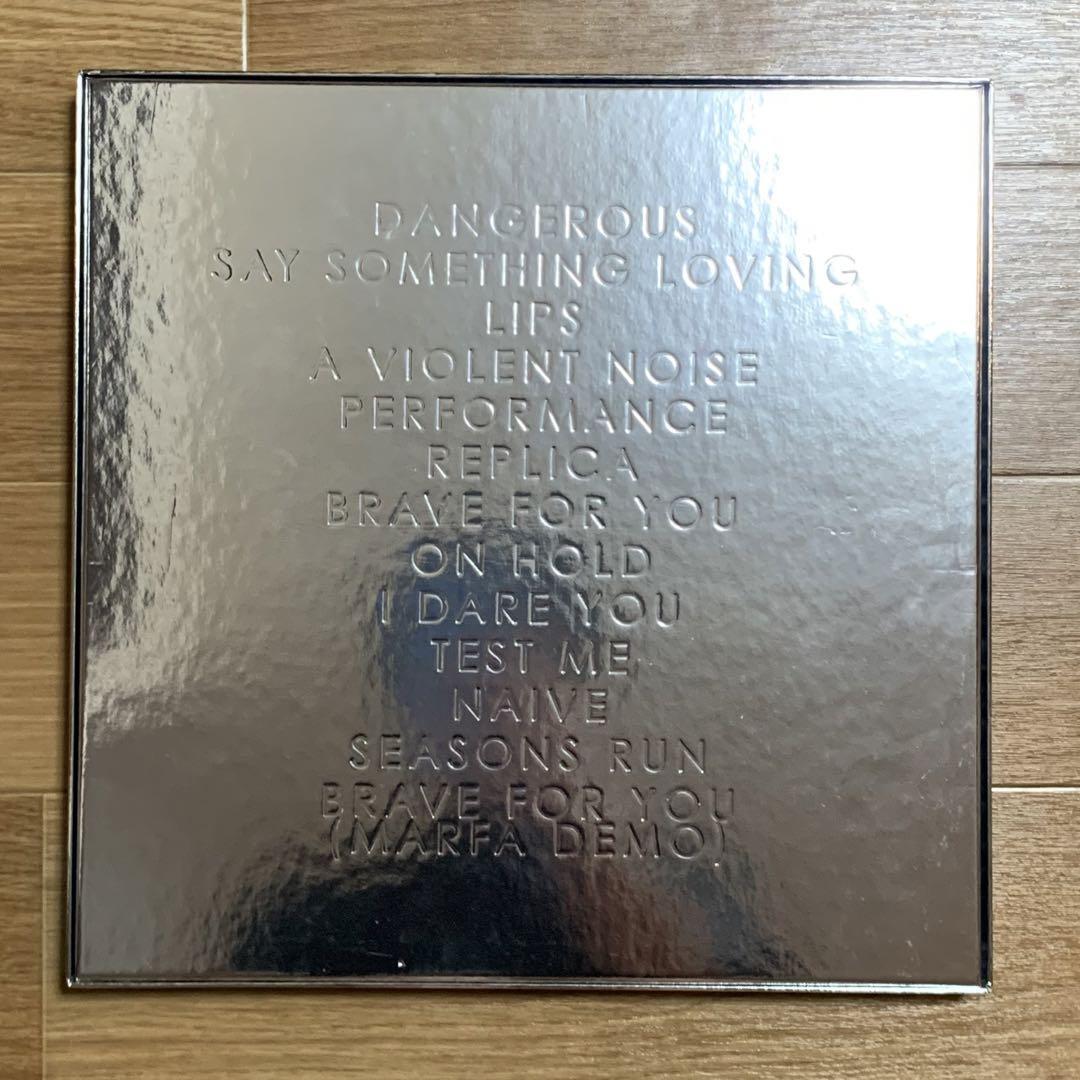 DANGEROUS
SAY SOMETHING LOVING
LIPS
A VIOLENT NOISE
PERFORMANCE
REPLICA
BRAVE FOR YOU
ON HOLD
I DARE YOU
TEST ME
NAIVE
SEASONS RUN
BRAVE FOR YOU
(MARFA DEMO)